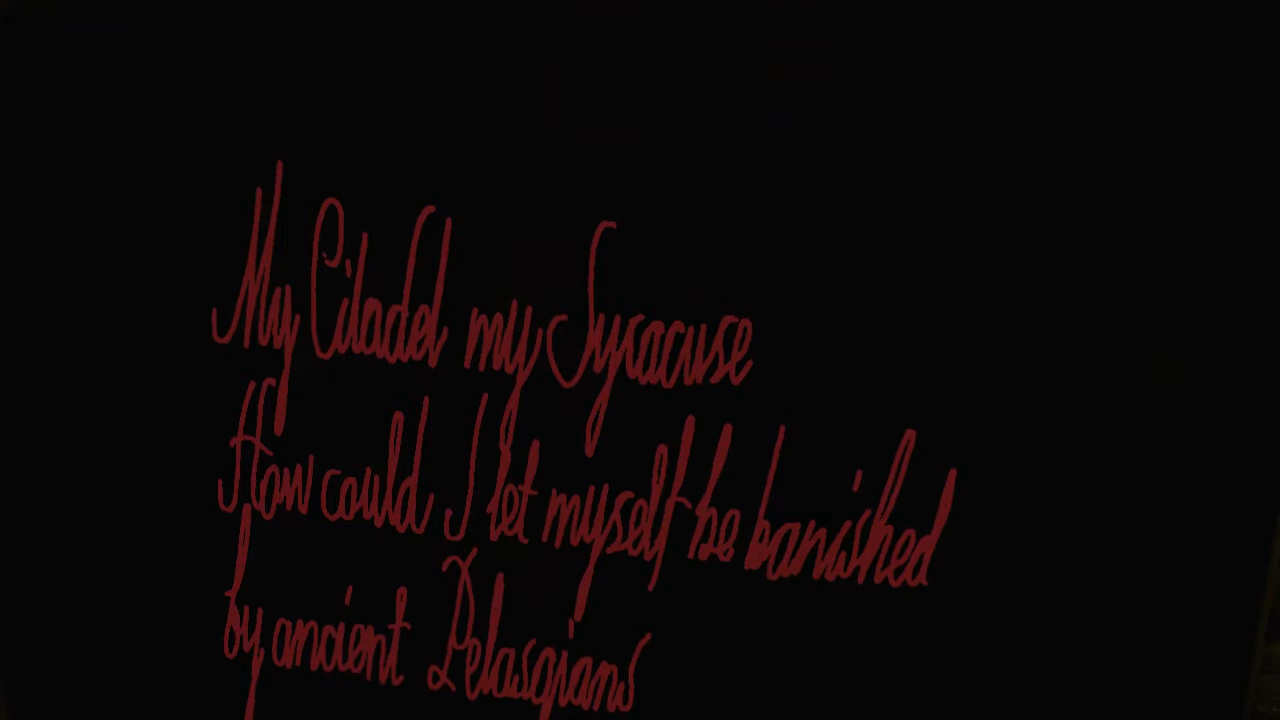 My Citadel my Syracuse
How could I let myself be banished
by ancient Pelasgians